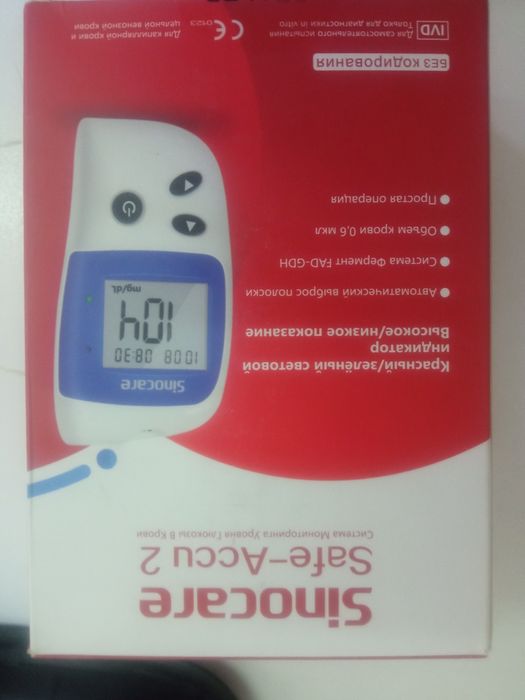 Sinocare
Safe-Accu 2
Система Мониторинга Уровня Глюкозы В Крови
Sinocare
1008 08:30
104
mg/dL
Красный/зелёный световой
индикатор
Высокое/низкое показание
Автоматический выброс полоски
Система Фермент FAD-GDH
Объем крови 0,6 мкл
Простая операция
БЕЗ КОДИРОВАНИЯ
IVD
Для самостоятельного испытания
Только для диагностики in vitro
CE 0123
Для капиллярной крови и
цельной венозной крови